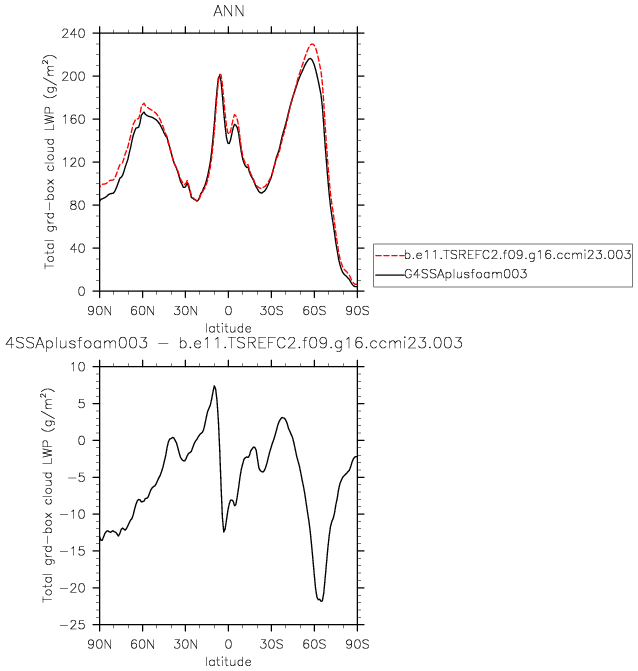 ANN
Total grd-box cloud LWP (g/m²)
240
200
160
120
80
40
0
90N 60N 30N 0 30S 60S 90S
latitude
b.e11.TSREFC2.f09.g16.ccmi23.003
G4SSAplusfoam003
4SSAplusfoam003 − b.e11.TSREFC2.f09.g16.ccmi23.003
Total grd-box cloud LWP (g/m²)
10
5
0
−5
−10
−15
−20
−25
90N 60N 30N 0 30S 60S 90S
latitude